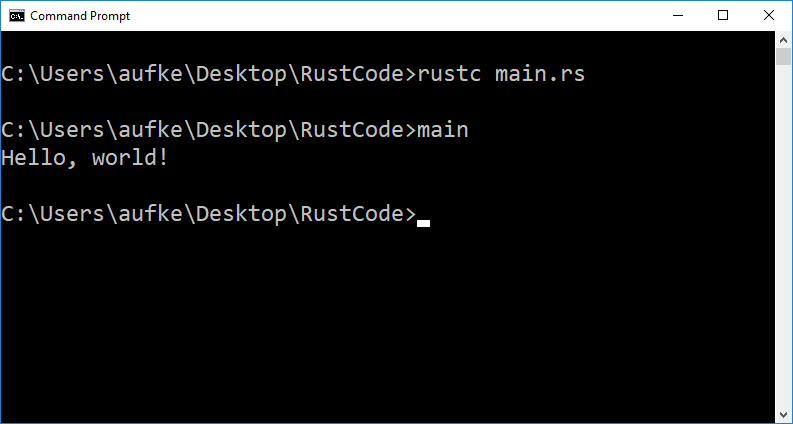 Command Prompt
C:\Users\aufke\Desktop\RustCode>rustc main.rs
C:\Users\aufke\Desktop\RustCode>main
Hello, world!
C:\Users\aufke\Desktop\RustCode>